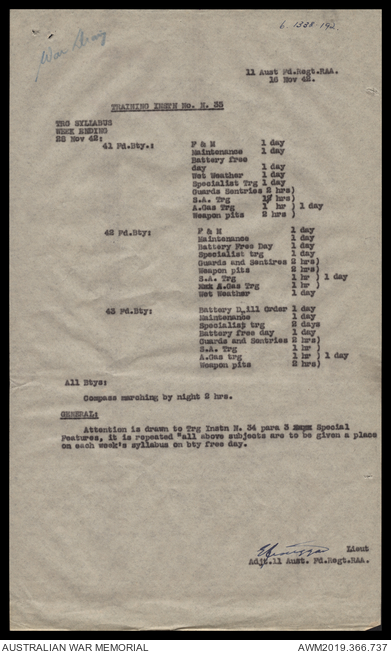 6.1388.192
War Diary
11 Aust Fd.Regt.RAA.
16 Nov 42.
TRAINING INSTN No. N. 35
TRG SYLLABUS
WEEK ENDING
28 Nov 42:
41 Fd.Bty.: F & M 1 day
Maintenance 1 day
Battery free
day 1 day
Wet Weather 1 day
Specialist Trg 1 day
Guards Sentries 2 hrs)
S.A. Trg hr )
A.Gas Trg 1 hr ) 1 day
Weapon pits 2 hrs)
42 Fd.Bty: F & M 1 day
Maintenance 1 day
Battery Free Day 1 day
Specialist trg 1 day
Guards and Sentires 2 hrs)
Weapon pits 2 hrs)
S.A. Trg 1 hr ) 1 day
A.Gas Trg 1 hr )
Wet Weather 1 day
43 Fd.Bty: Battery D.ill Order 1 day
Maintenance 1 day
Specialist trg 2 days
Battery free day 1 day
Guards and Sentries 2 hrs)
S.A. Trg 1 hr )
A.Gas trg 1 hr ) 1 day
Weapon pits 2 hrs)
All Btys:
Compass marching by night 2 hrs.
GENERAL:
Attention is drawn to Trg Instn N. 34 para 3 Special
Features, it is repeated "all above subjects are to be given a place
on each week's syllabus on bty free day.
Lieut
Adjt.11 Aust. Fd.Regt.RAA.
AUSTRALIAN WAR MEMORIAL AWM2019.366.737